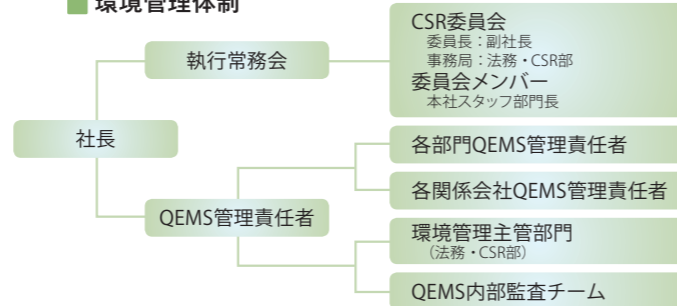 ■ 環境管理体制
社長
執行常務会
CSR委員会
委員長：副社長
事務局：法務・CSR部
委員会メンバー
本社スタッフ部門長
QEMS管理責任者
各部門QEMS管理責任者
各関係会社QEMS管理責任者
環境管理主管部門
（法務・CSR部）
QEMS内部監査チーム